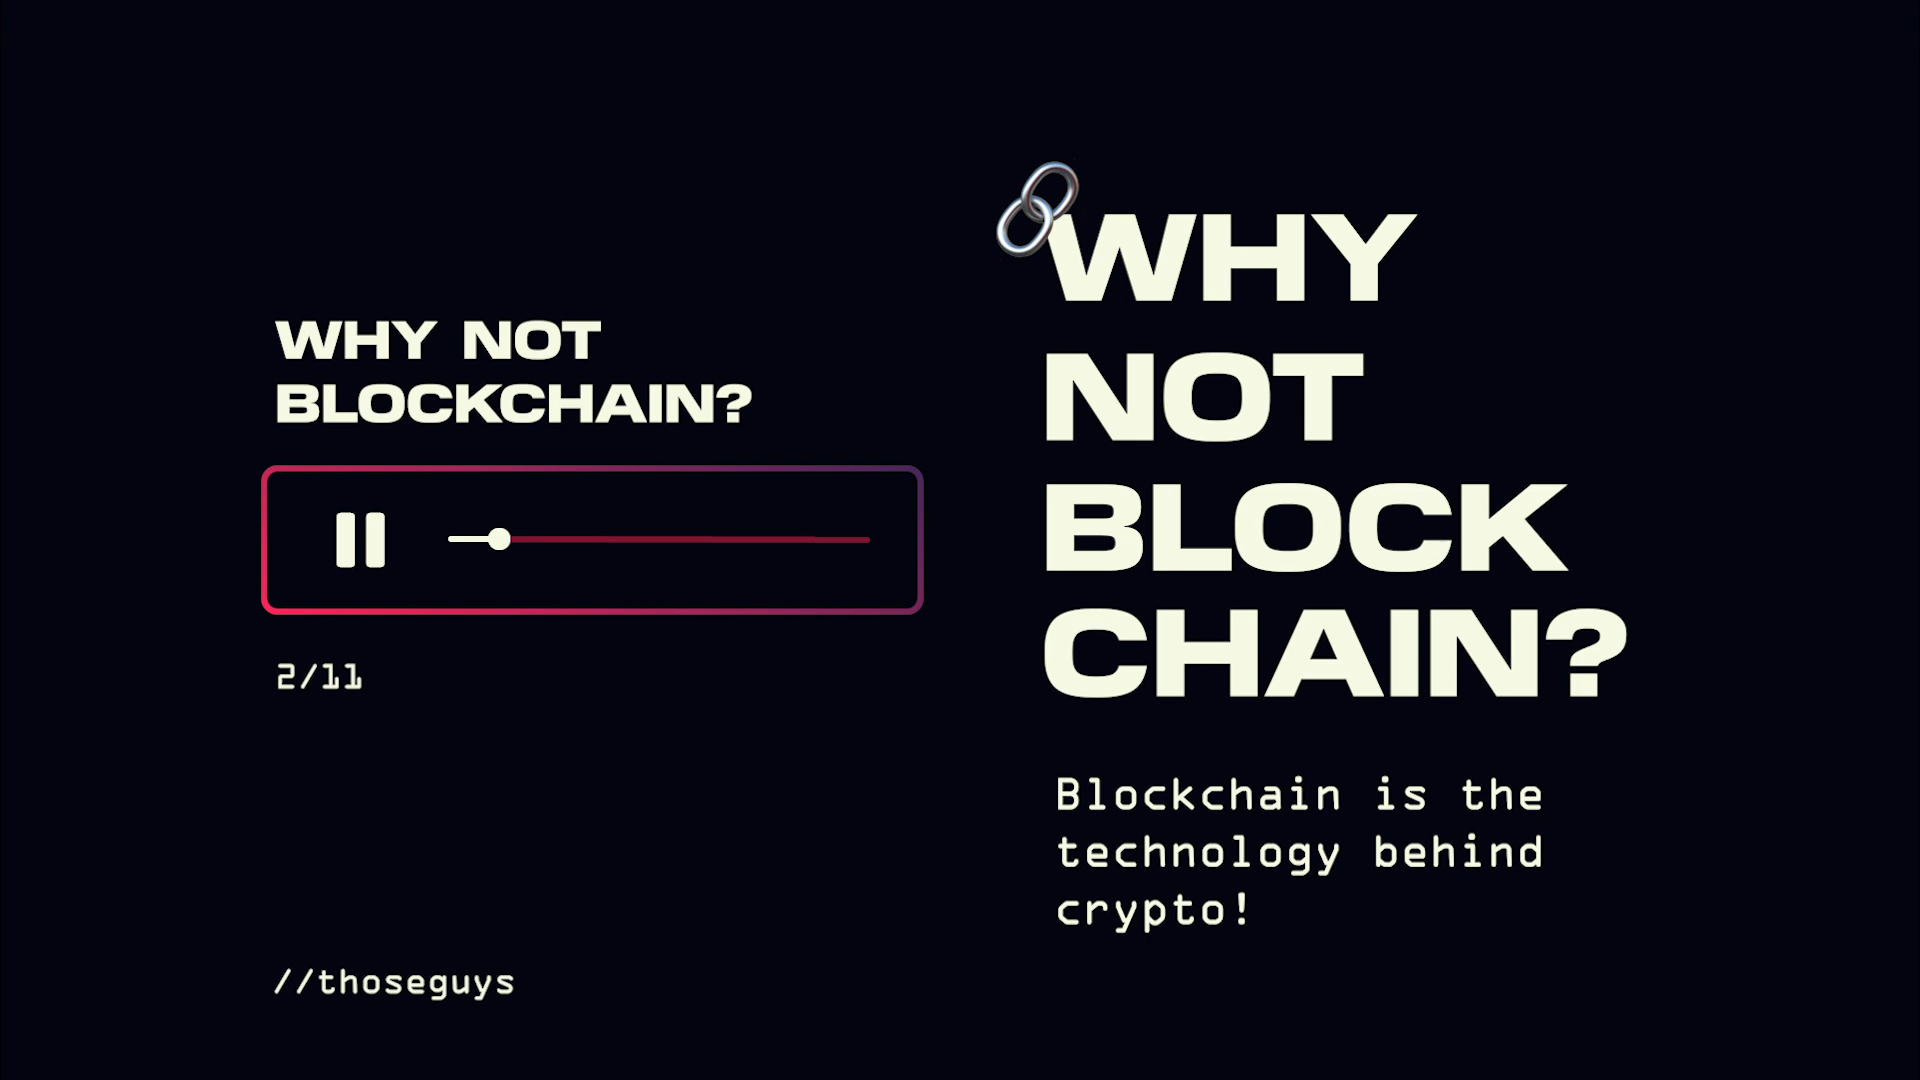 WHY NOT
BLOCKCHAIN?
2/11
//thoseguys
WHY
NOT
BLOCK
CHAIN?
Blockchain is the
technology behind
crypto!